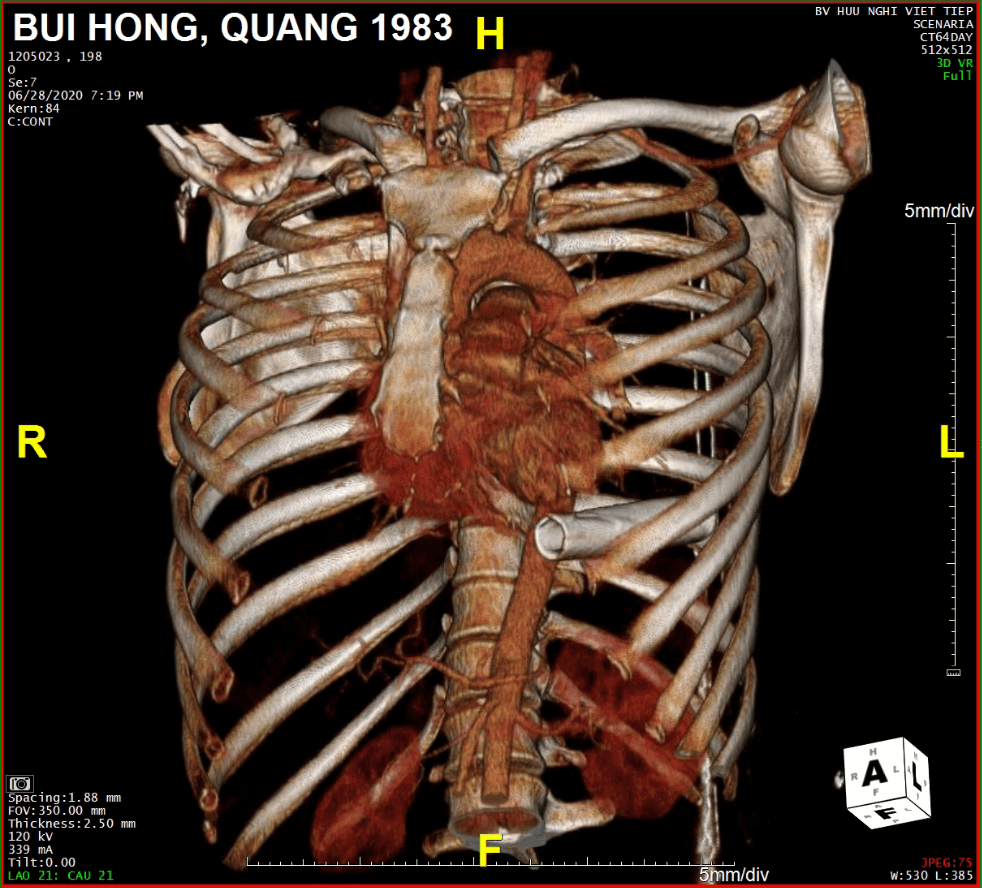 BUI HONG, QUANG 1983
H
1205023 , 198
O
Se:7
06/28/2020 7:19 PM
Kern:84
C:CONT
BV HUU NGHI VIET TIEP
SCENARIA
CT64DAY
512x512
3D VR
Full
5mm/div
R
L
Spacing:1.88 mm
FOV:350.00 mm
Thickness:2.50 mm
120 kV
339 mA
Tilt:0.00
LAO 21: CAU 21
F
5mm/div
H
R A L
F
A L
F
JPEG:75
W:530 L:385